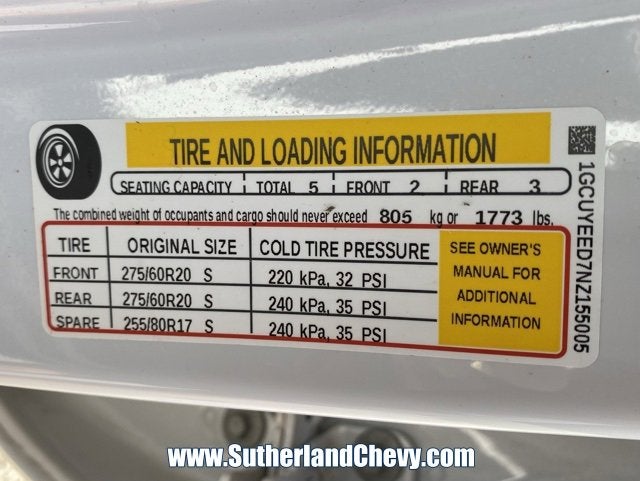 TIRE AND LOADING INFORMATION
SEATING CAPACITY TOTAL 5 FRONT 2 REAR 3
The combined weight of occupants and cargo should never exceed 805 kg or 1773 lbs.
TIRE ORIGINAL SIZE COLD TIRE PRESSURE
FRONT 275/60R20 S 220 kPa, 32 PSI
REAR 275/60R20 S 240 kPa, 35 PSI
SPARE 255/80R17 S 240 kPa, 35 PSI
SEE OWNER'S
MANUAL FOR
ADDITIONAL
INFORMATION
1GCUYEED7NZ155005
www.SutherlandChevy.com